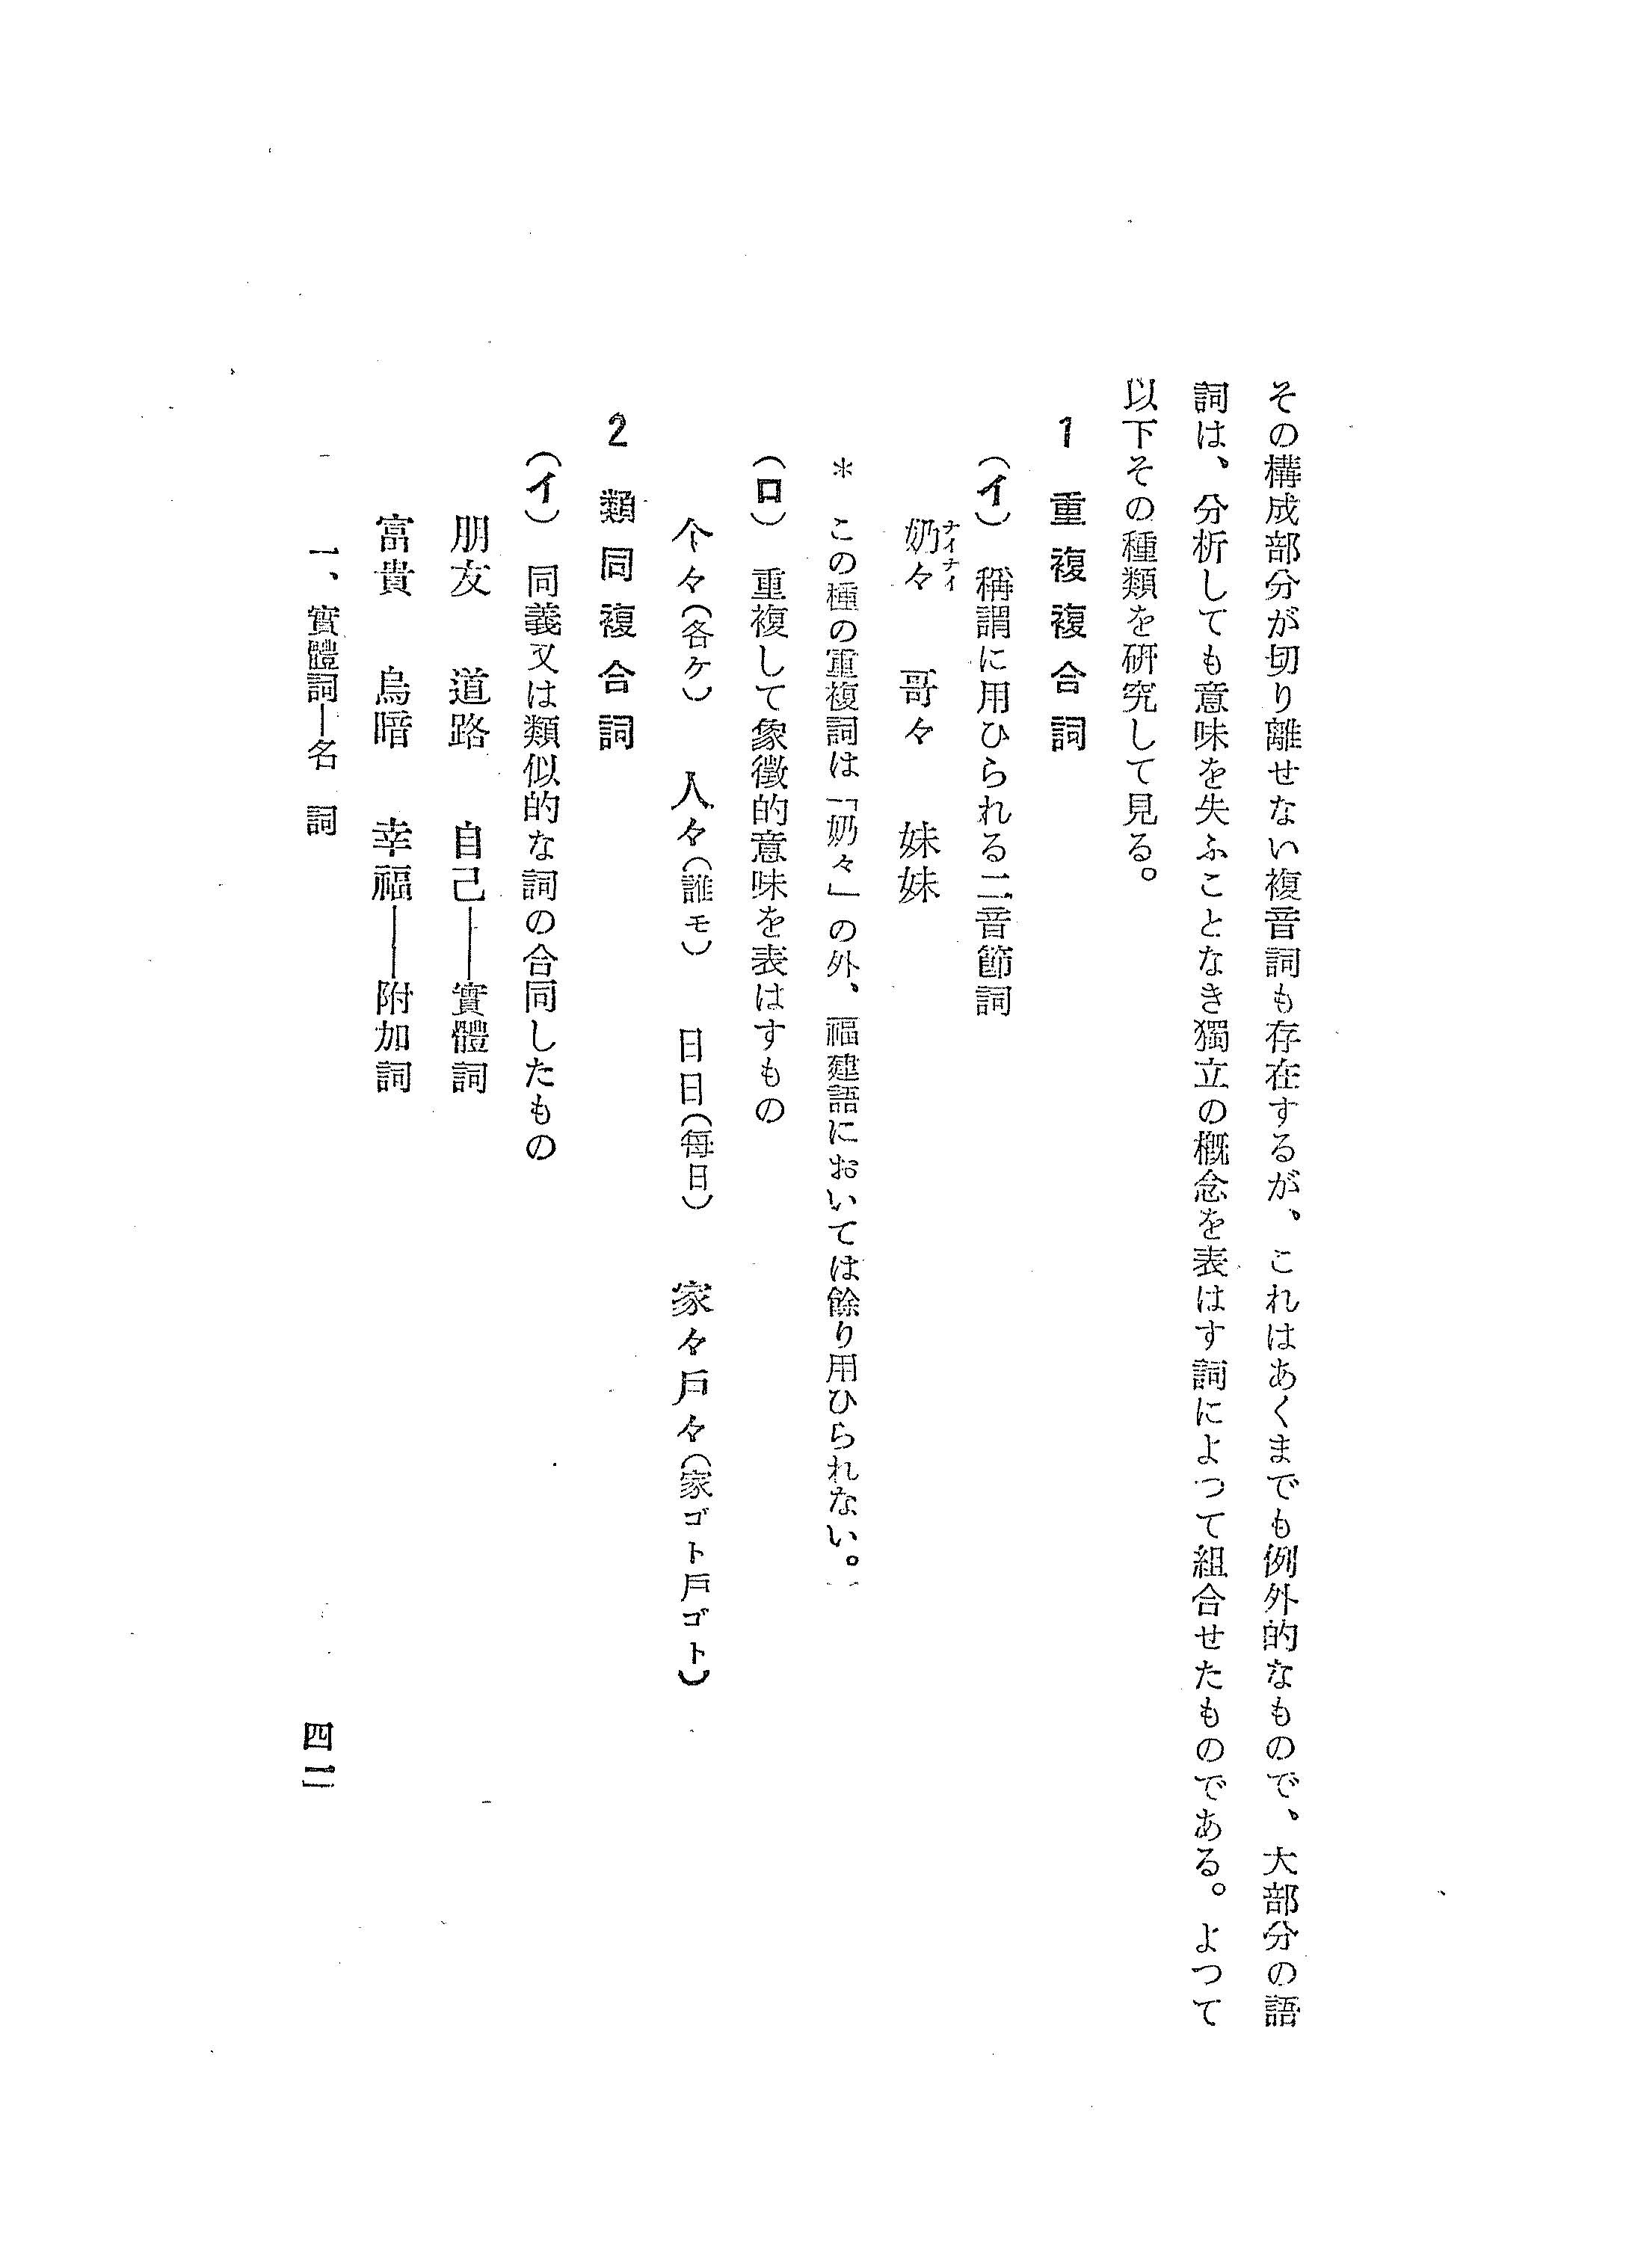 その構成部分が切り離せない複音詞も存在するが、これはあくまでも例外的なもので、大部分の語
詞は、分析しても意味を失ふことなき獨立の概念を表はす詞によつて組合せたものである。よつて
以下その種類を硏究して見る。
1 重複複合詞
(イ) 稱謂に用ひられる二音節詞
奶々 哥々 妹妹
ナイナイ
* この種の重複詞は「奶々」の外、福建語においては餘り用ひられない。
(ロ) 重複して象徵的意味を表はすもの
个々(各ケ) 人々(誰モ) 日日(每日) 家々戶々(家ゴト戶ゴト)
2 類同複合詞
(イ) 同義又は類似的な詞の合同したもの
朋友 道路 自己――實體詞
富貴 烏暗 幸福――附加詞
一、實體詞―名 詞
四一